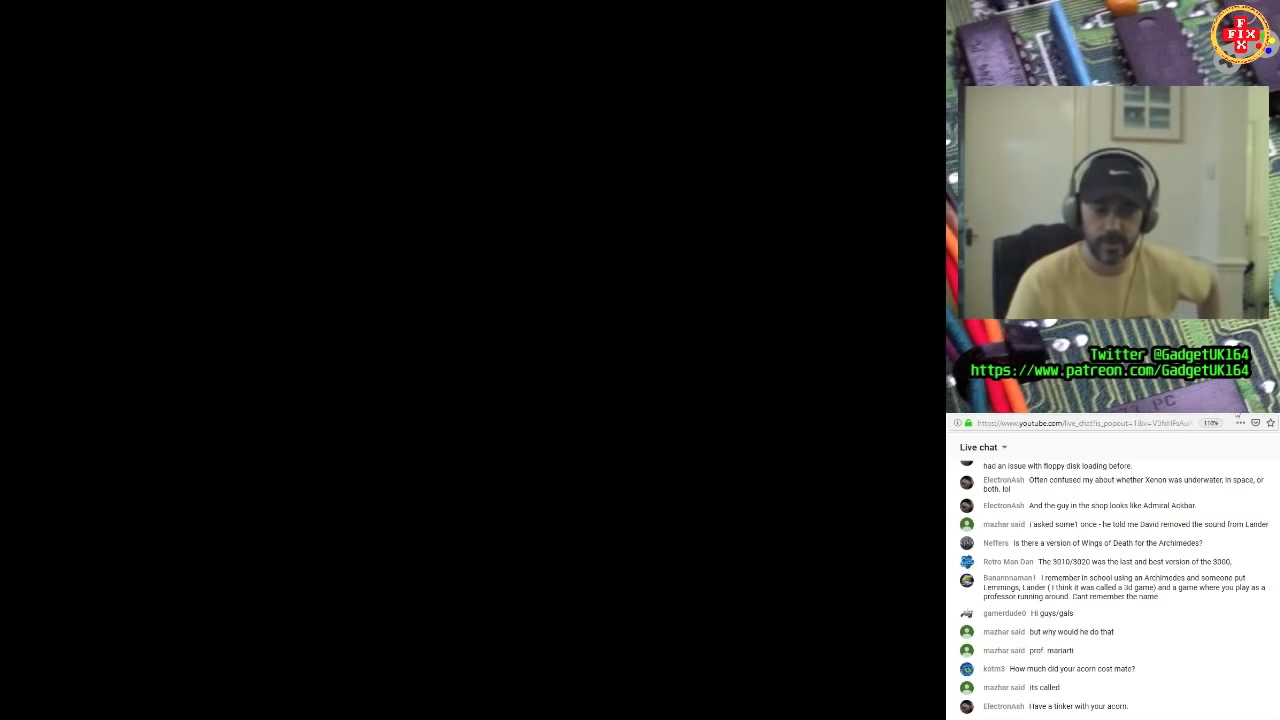 F
FIX
X
Twitter @GadgetUK164
https://www.patreon.com/GadgetUK164
110%
Live chat
had an issue with floppy disk loading before.
ElectronAsh Often confused my about whether Xenon was underwater, in space, or
both. lol
ElectronAsh And the guy in the shop looks like Admiral Ackbar.
mazhar said i asked some1 once - he told me David removed the sound from Lander
Neffers Is there a version of Wings of Death for the Archimedes?
Retro Man Dan The 3010/3020 was the last and best version of the 3000,
Banannnaman1 I remember in school using an Archimedes and someone put
Lemmings, Lander ( I think it was called a 3d game) and a game where you play as a
professor running around. Cant remember the name
gamerdude0 Hi guys/gals
mazhar said but why would he do that
mazhar said prof. mariarti
kotm3 How much did your acorn cost mate?
mazhar said its called
ElectronAsh Have a tinker with your acorn.